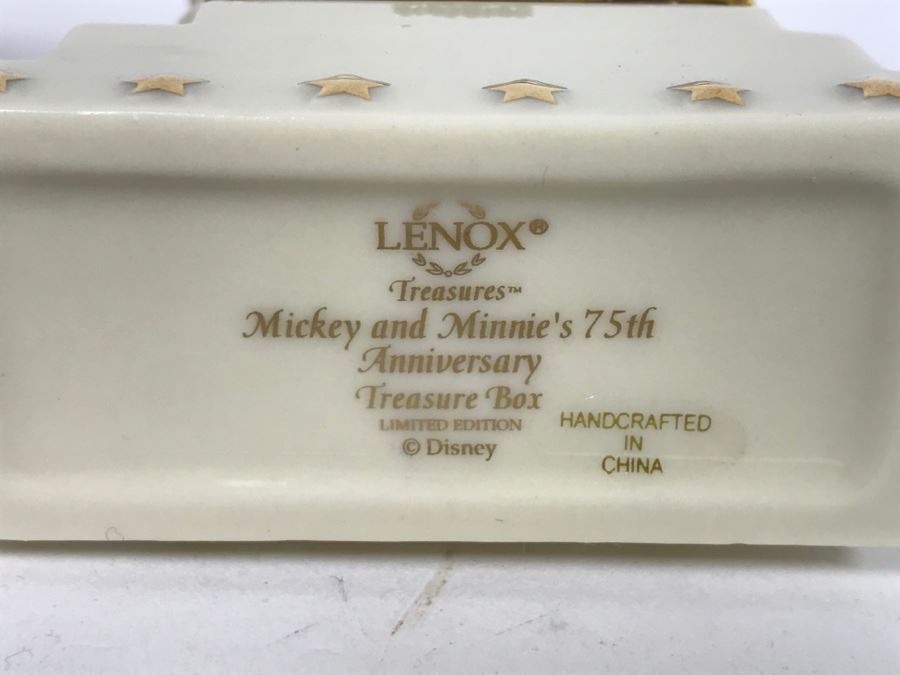 LENOX®
Treasures™
Mickey and Minnie's 75th
Anniversary
Treasure Box
LIMITED EDITION
© Disney
HANDCRAFTED
IN
CHINA